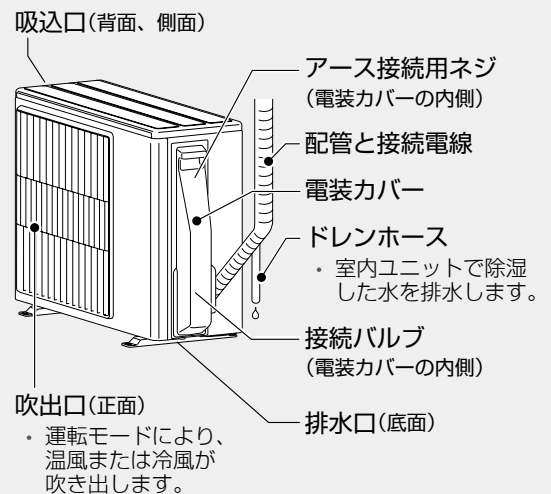 吸込口(背面、側面)
アース接続用ネジ
(電装カバーの内側)
配管と接続電線
電装カバー
ドレンホース
・ 室内ユニットで除湿
した水を排水します。
接続バルブ
(電装カバーの内側)
排水口(底面)
吹出口(正面)
・ 運転モードにより、
温風または冷風が
吹き出します。